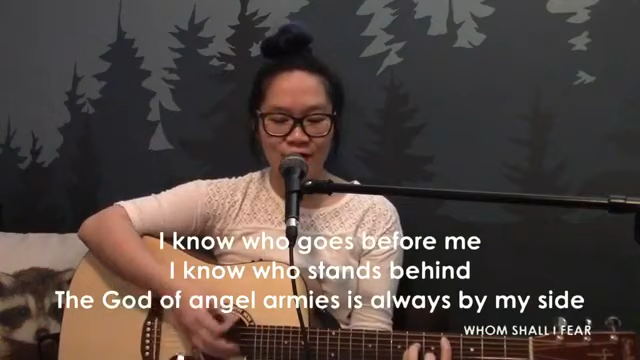 I know who goes before me
I know who stands behind
The God of angel armies is always by my side
WHOM SHALL I FEAR